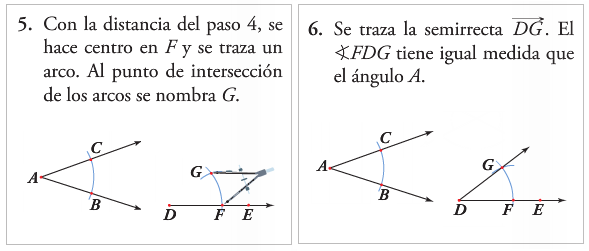 5. Con la distancia del paso 4, se
hace centro en F y se traza un
arco. Al punto de intersección
de los arcos se nombra G.
C
A
B
G
D
F
E
6. Se traza la semirrecta DG. El
∢FDG tiene igual medida que
el ángulo A.
C
A
B
G
D
F
E